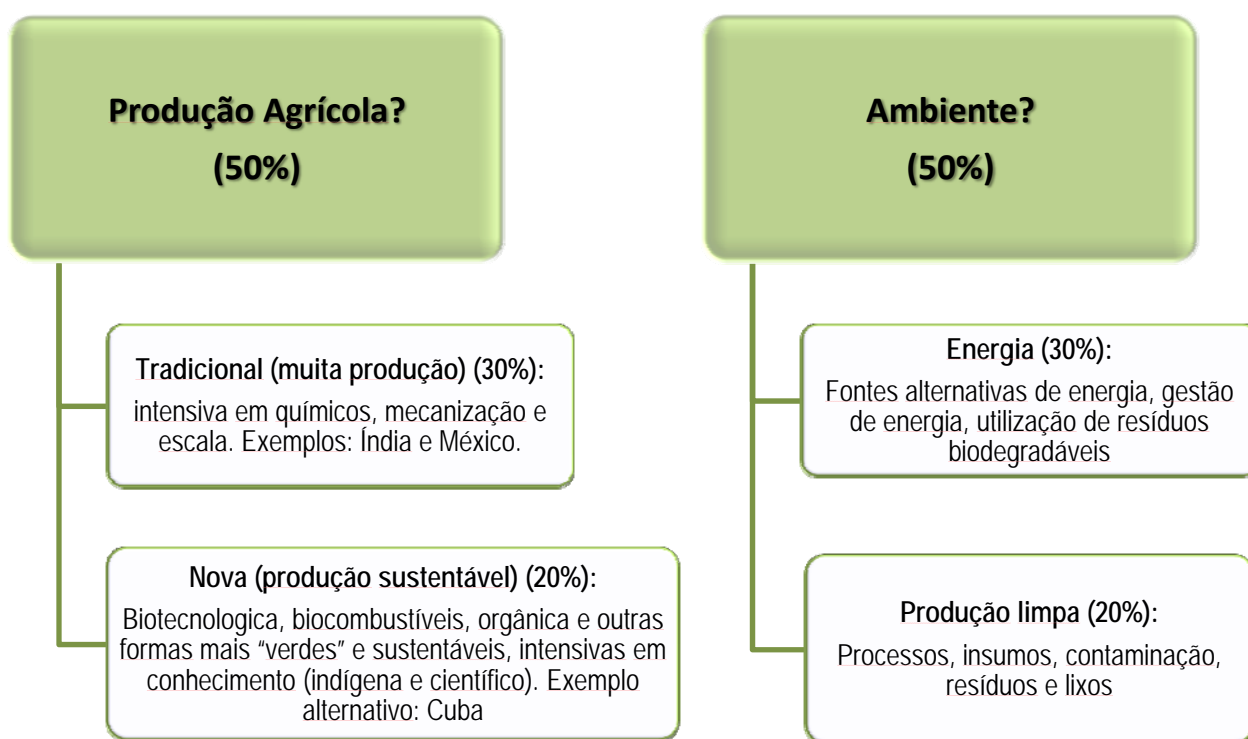 Produção Agrícola?
(50%)
Tradicional (muita produção) (30%):
intensiva em químicos, mecanização e
escala. Exemplos: Índia e México.
Nova (produção sustentável) (20%):
Biotecnologica, biocombustíveis, orgânica e outras
formas mais “verdes” e sustentáveis, intensivas em
conhecimento (indígena e científico). Exemplo
alternativo: Cuba
Ambiente?
(50%)
Energia (30%):
Fontes alternativas de energia, gestão
de energia, utilização de resíduos
biodegradáveis
Produção limpa (20%):
Processos, insumos, contaminação,
resíduos e lixos